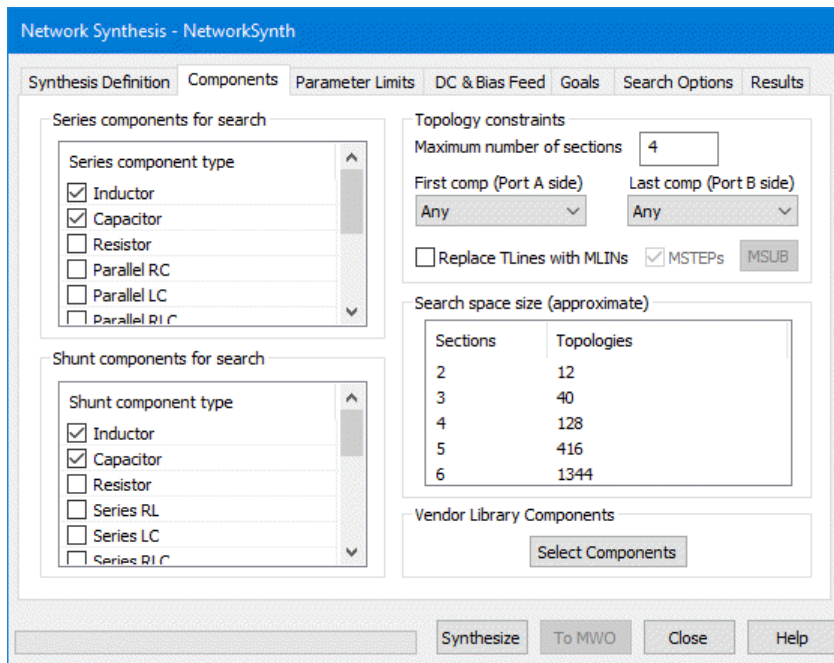 Network Synthesis - NetworkSynth
Synthesis Definition Components Parameter Limits DC & Bias Feed Goals Search Options Results
Series components for search
Series component type
Inductor
Capacitor
Resistor
Parallel RC
Parallel LC
Parallel RLC
Shunt components for search
Shunt component type
Inductor
Capacitor
Resistor
Series RL
Series LC
Series RLC
Topology constraints
Maximum number of sections 4
First comp (Port A side) Last comp (Port B side)
Any Any
Replace TLines with MLINs MSTEPs MSUB
Search space size (approximate)
Sections Topologies
2 12
3 40
4 128
5 416
6 1344
Vendor Library Components
Select Components
Synthesize To MWO Close Help